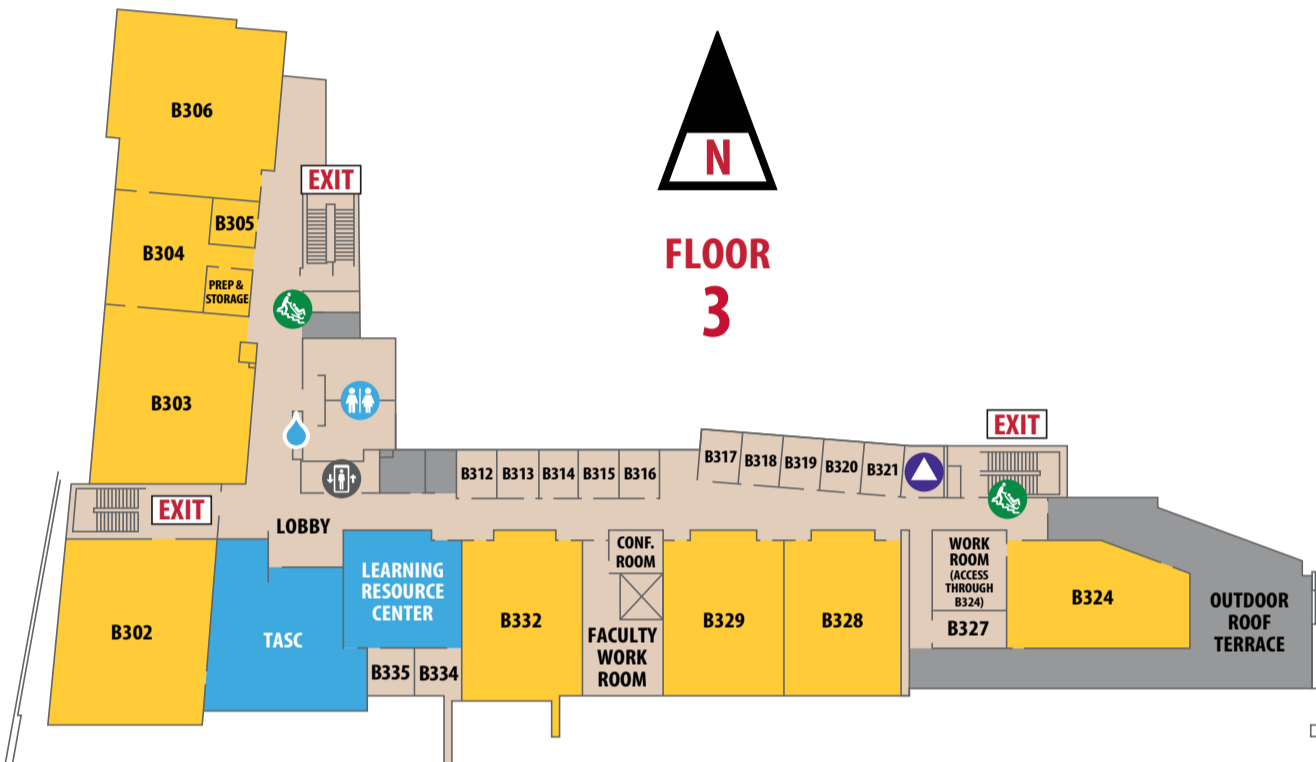 B306
N
EXIT
B305
B304
FLOOR
3
PREP &
STORAGE
B303
EXIT
B317
B318
B319
B320
B321
B312
B313
B314
B315
B316
EXIT
LOBBY
CONF.
ROOM
WORK
ROOM
(ACCESS
THROUGH
B324)
LEARNING
RESOURCE
CENTER
B324
OUTDOOR
ROOF
TERRACE
B302
TASC
B332
B329
B328
B327
FACULTY
WORK
ROOM
B335
B334